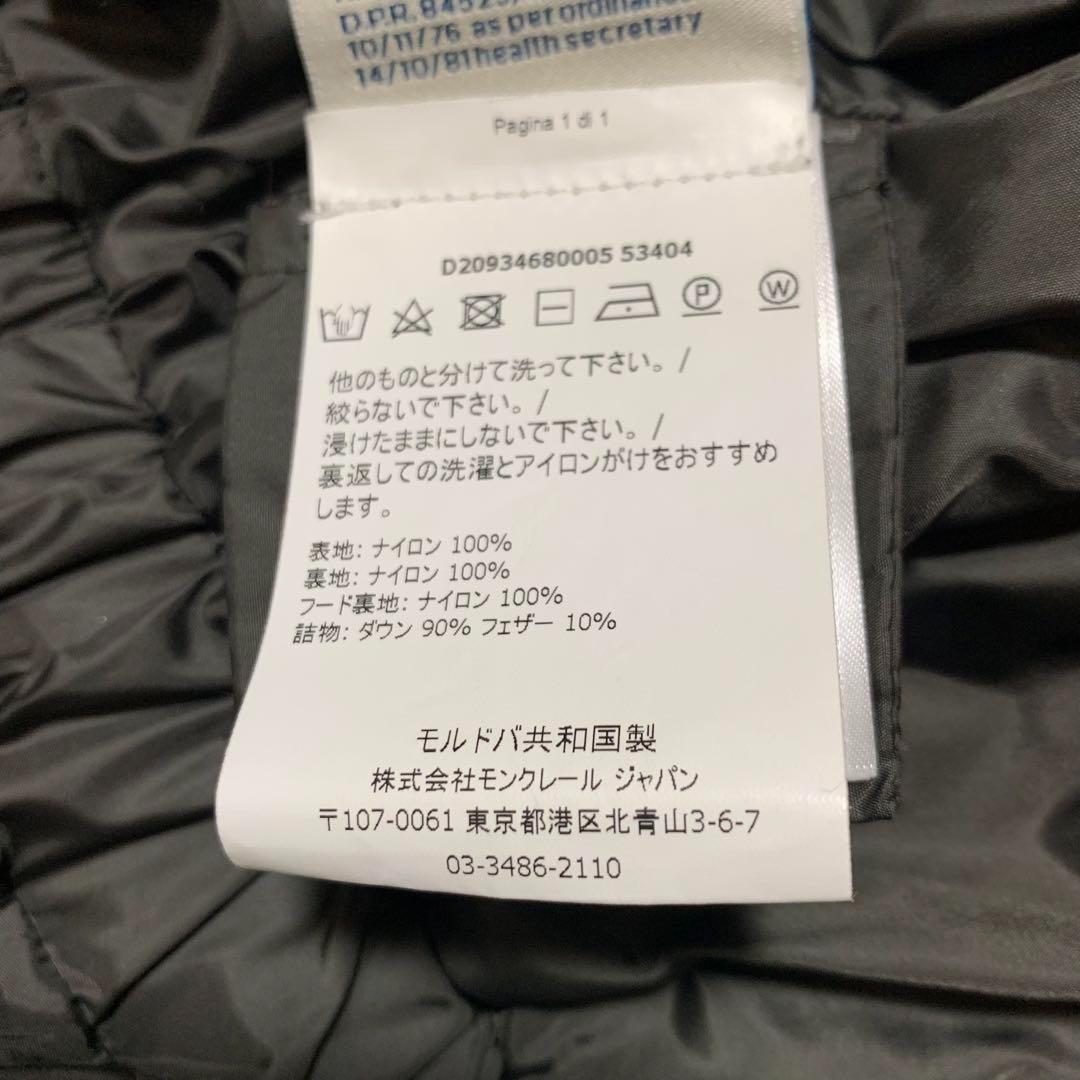 D.P.R. 84523/
10/11/76 as per ordinance
14/10/81 health secretary
Pagina 1 di 1
D20934680005 53404
P W
他のものと分けて洗って下さい。/
絞らないで下さい。/
浸けたままにしないで下さい。/
裏返しての洗濯とアイロンがけをおすすめ
します。
表地: ナイロン 100%
裏地: ナイロン 100%
フード裏地: ナイロン 100%
詰物: ダウン 90% フェザー 10%
モルドバ共和国製
株式会社モンクレール ジャパン
〒107-0061 東京都港区北青山3-6-7
03-3486-2110